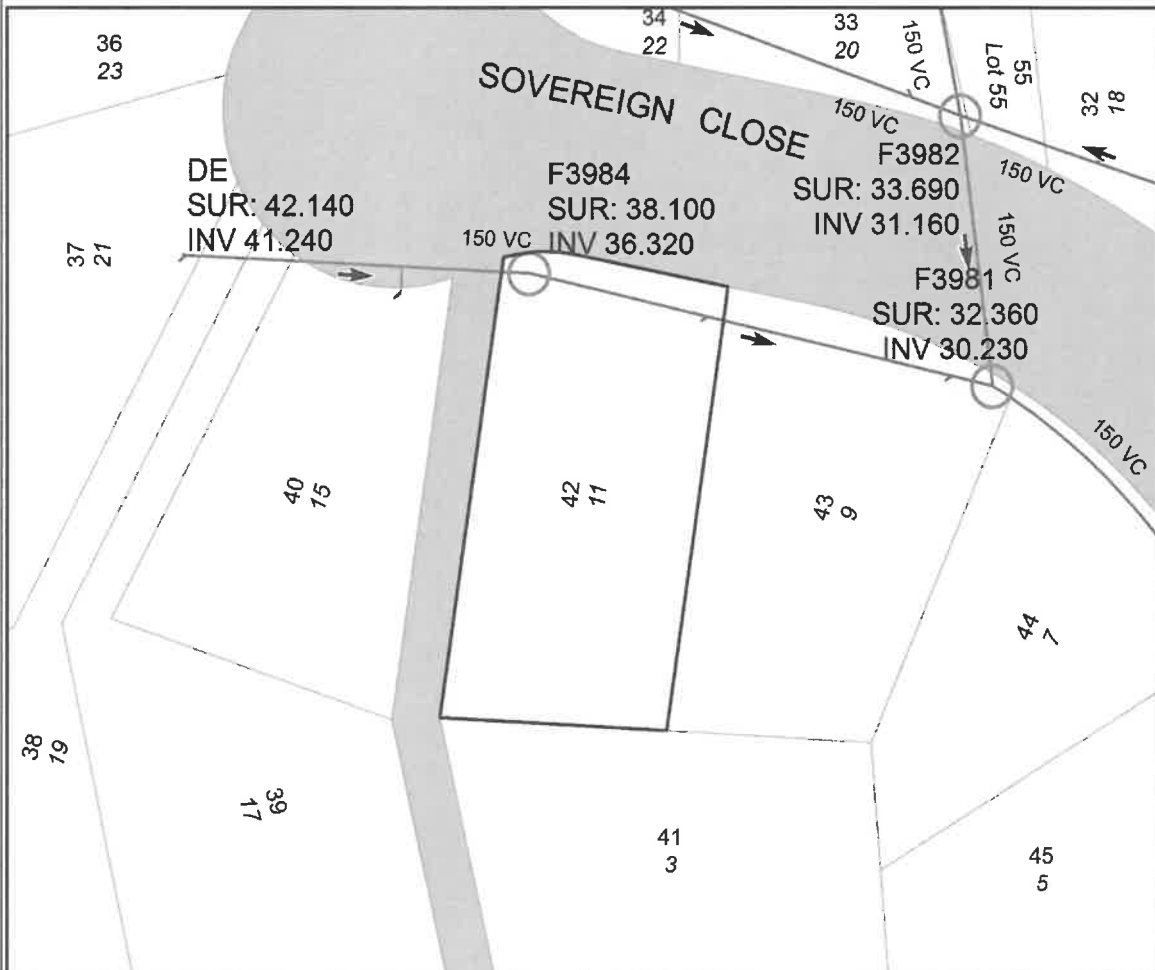 36
23
34
22
33
20
150 VC
55
Lot 55
32
18
SOVEREIGN CLOSE
150 VC
150 VC
DE
SUR: 42.140
INV 41.240
F3984
SUR: 38.100
INV 36.320
150 VC
F3982
SUR: 33.690
INV 31.160
150 VC
F3981
SUR: 32.360
INV 30.230
150 VC
37
21
40
15
42
11
43
9
44
7
38
19
39
17
41
3
45
5